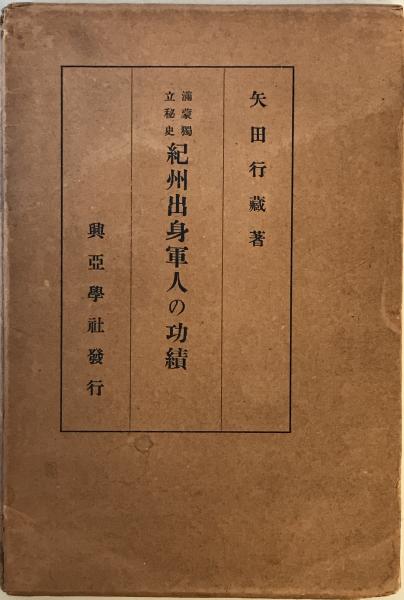 矢田行藏著
満蒙獨
立秘史
紀州出身軍人の功績
興亞學社發行